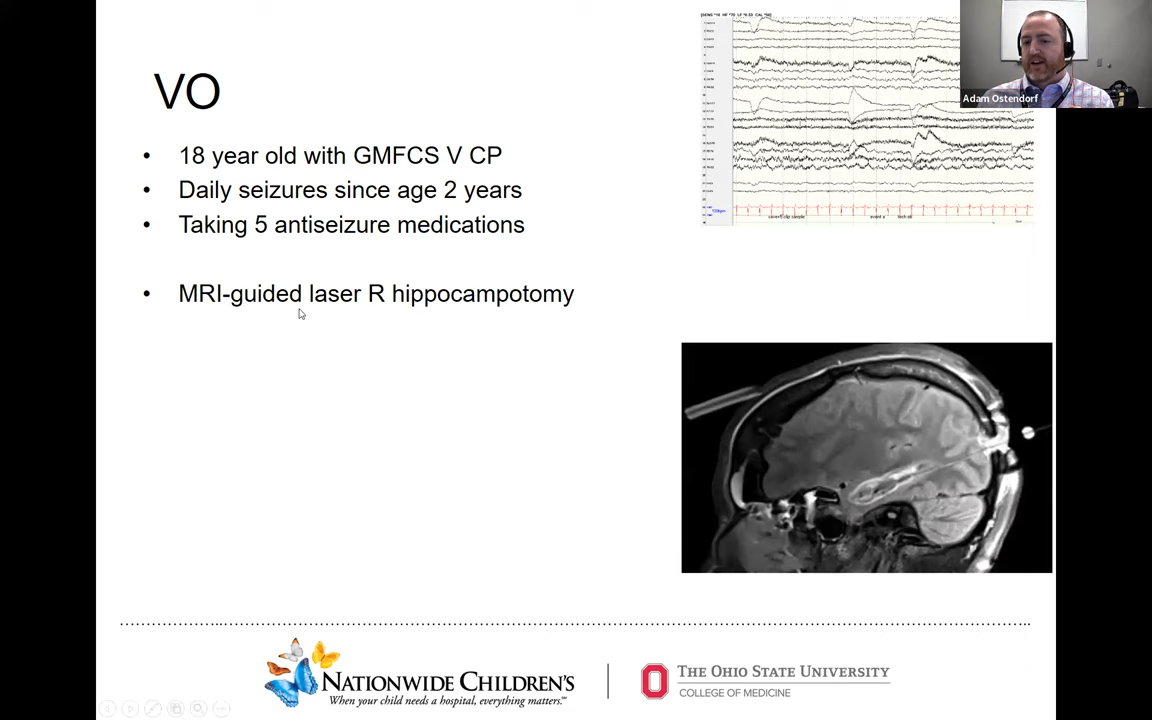 VO
Adam Ostendorf
• 18 year old with GMFCS V CP
• Daily seizures since age 2 years
• Taking 5 antiseizure medications
• MRI-guided laser R hippocampotomy
NATIONWIDE CHILDREN'S
When your child needs a hospital, everything matters.℠
THE OHIO STATE UNIVERSITY
COLLEGE OF MEDICINE